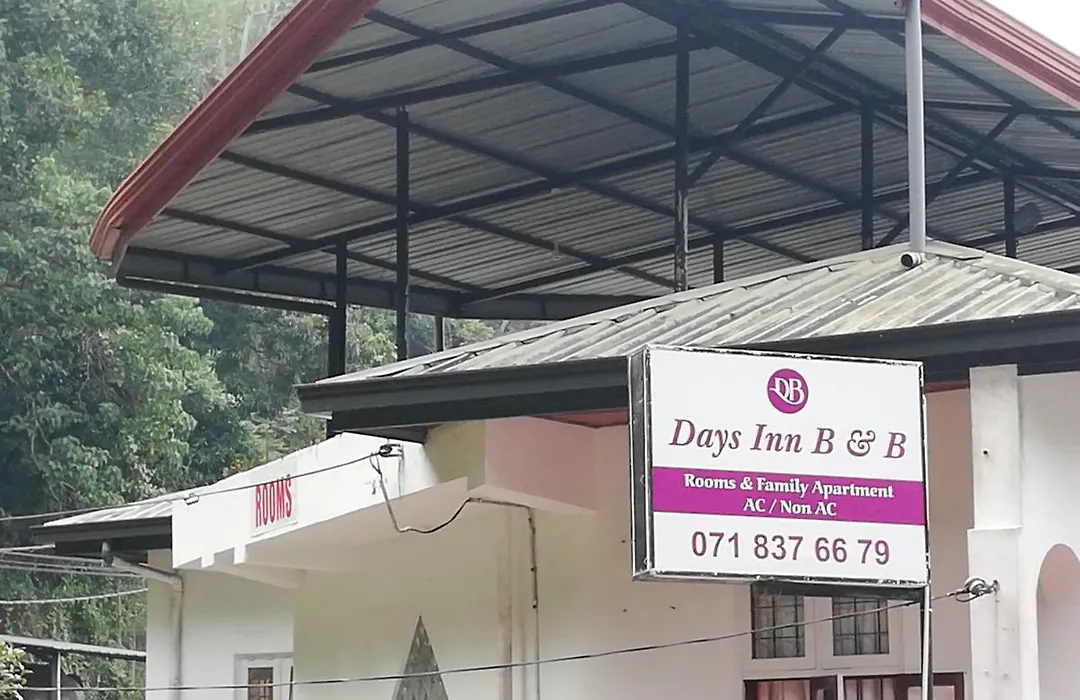 DB
Days Inn B & B
Rooms & Family Apartment
AC / Non AC
071 837 66 79
ROOMS